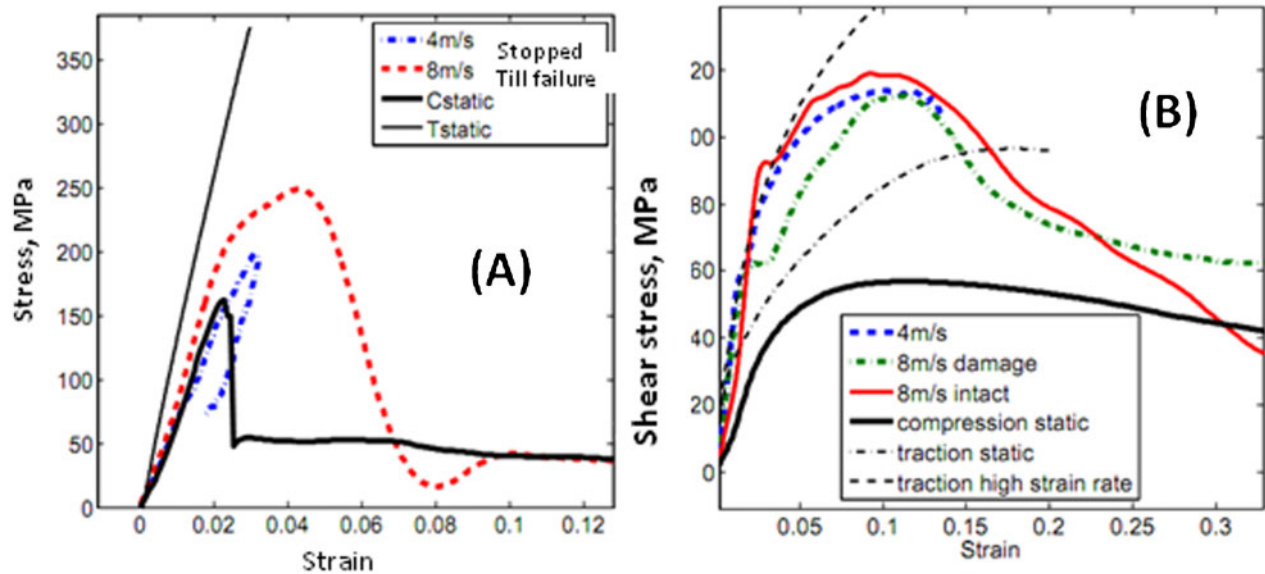 350
300
250
200
150
100
50
0
Stress, MPa
4m/s Stopped
8m/s Till failure
Cstatic
Tstatic
(A)
0 0.02 0.04 0.06 0.08 0.1 0.12
Strain
20
00
80
60
40
20
0
Shear stress, MPa
(B)
4m/s
8m/s damage
8m/s intact
compression static
traction static
traction high strain rate
0.05 0.1 0.15 0.2 0.25 0.3
Strain